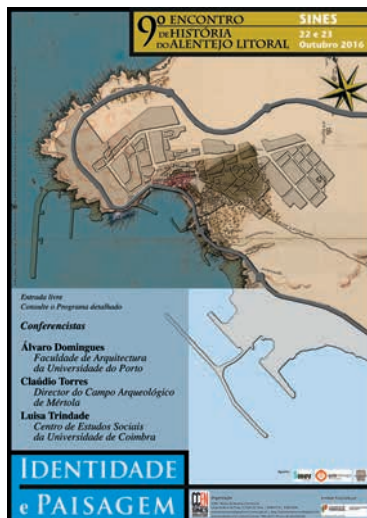 9º ENCONTRO
DE HISTÓRIA
DO ALENTEJO LITORAL
SINES
22 e 23
Outubro 2016
Entrada livre
Consulte o Programa detalhado
Conferencistas
Álvaro Domingues
Faculdade de Arquitectura
da Universidade do Porto
Claúdio Torres
Director do Campo Arqueológico
de Mértola
Luísa Trindade
Centro de Estudos Sociais
da Universidade de Coimbra
IDENTIDADE
e PAISAGEM